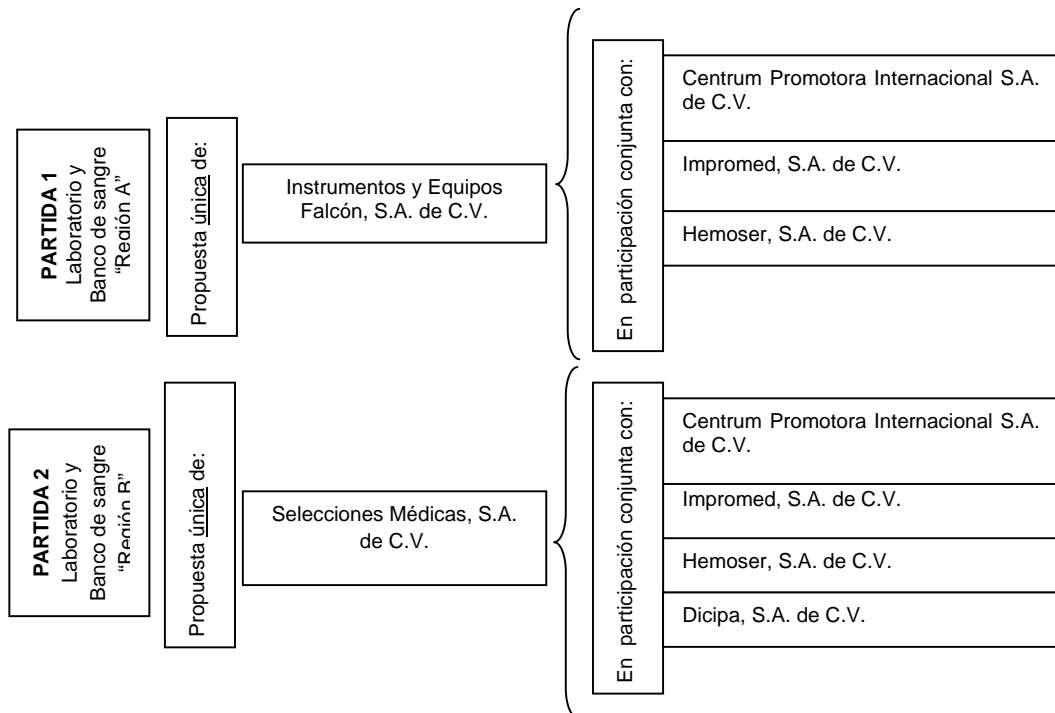 PARTIDA 1
Laboratorio y
Banco de sangre
“Región A”
Propuesta única de:
Instrumentos y Equipos
Falcón, S.A. de C.V.
En participación conjunta con:
Centrum Promotora Internacional S.A.
de C.V.
Impromed, S.A. de C.V.
Hemoser, S.A. de C.V.
PARTIDA 2
Laboratorio y
Banco de sangre
“Región B”
Propuesta única de:
Selecciones Médicas, S.A.
de C.V.
En participación conjunta con:
Centrum Promotora Internacional S.A.
de C.V.
Impromed, S.A. de C.V.
Hemoser, S.A. de C.V.
Dicipa, S.A. de C.V.